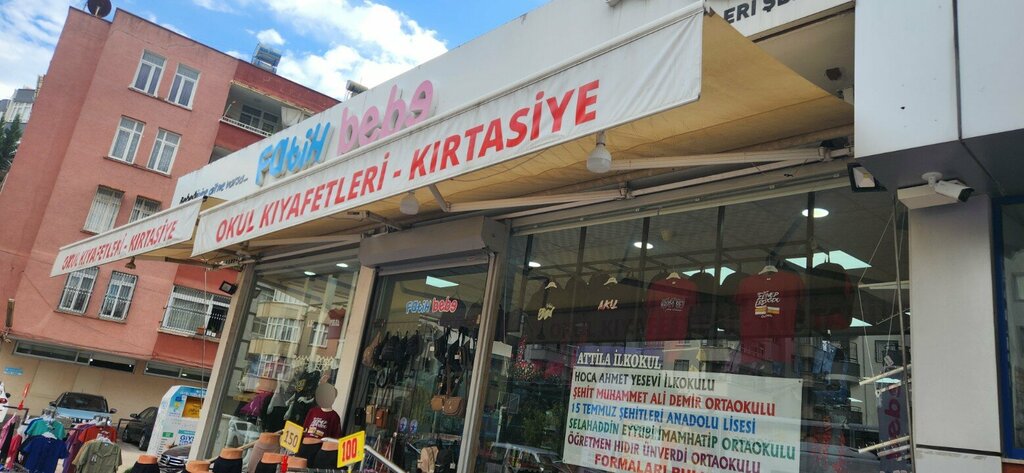 ERİ
Fatih bebe
OKUL KIYAFETLERİ - KIRTASİYE
OKUL KIYAFETLERİ - KIRTASİYE
Fatih bebe
AKIL
ATTİLA İLKOKUL
HOCA AHMET YESEVİ İLKOKULU
ŞEHİT MUHAMMET ALİ DEMİR ORTAOKULU
15 TEMMUZ ŞEHİTLERİ ANADOLU LİSESİ
SELAHADDİN EYYUBİ İMAMHATİP ORTAOKULU
ÖĞRETMEN HIDIR ÜNVERDİ ORTAOKULU
FORMALARI
150
100